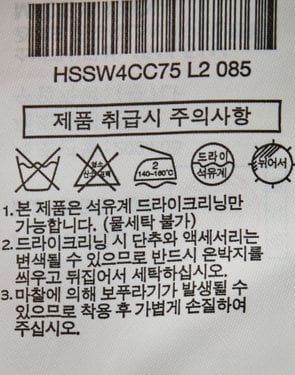 HSSW4CC75 L2 085
제품 취급시 주의사항
염소
산소 표백
2
140~160℃
드라이
석유계
뉘어서
1. 본 제품은 석유계 드라이크리닝만
가능합니다. (물세탁 불가)
2. 드라이크리닝 시 단추와 액세서리는
변색될 수 있으므로 반드시 은박지를
씌우고 뒤집어서 세탁하십시오.
3. 마찰에 의해 보푸라기가 발생될 수
있으므로 착용 후 가볍게 손질하여
주십시오.